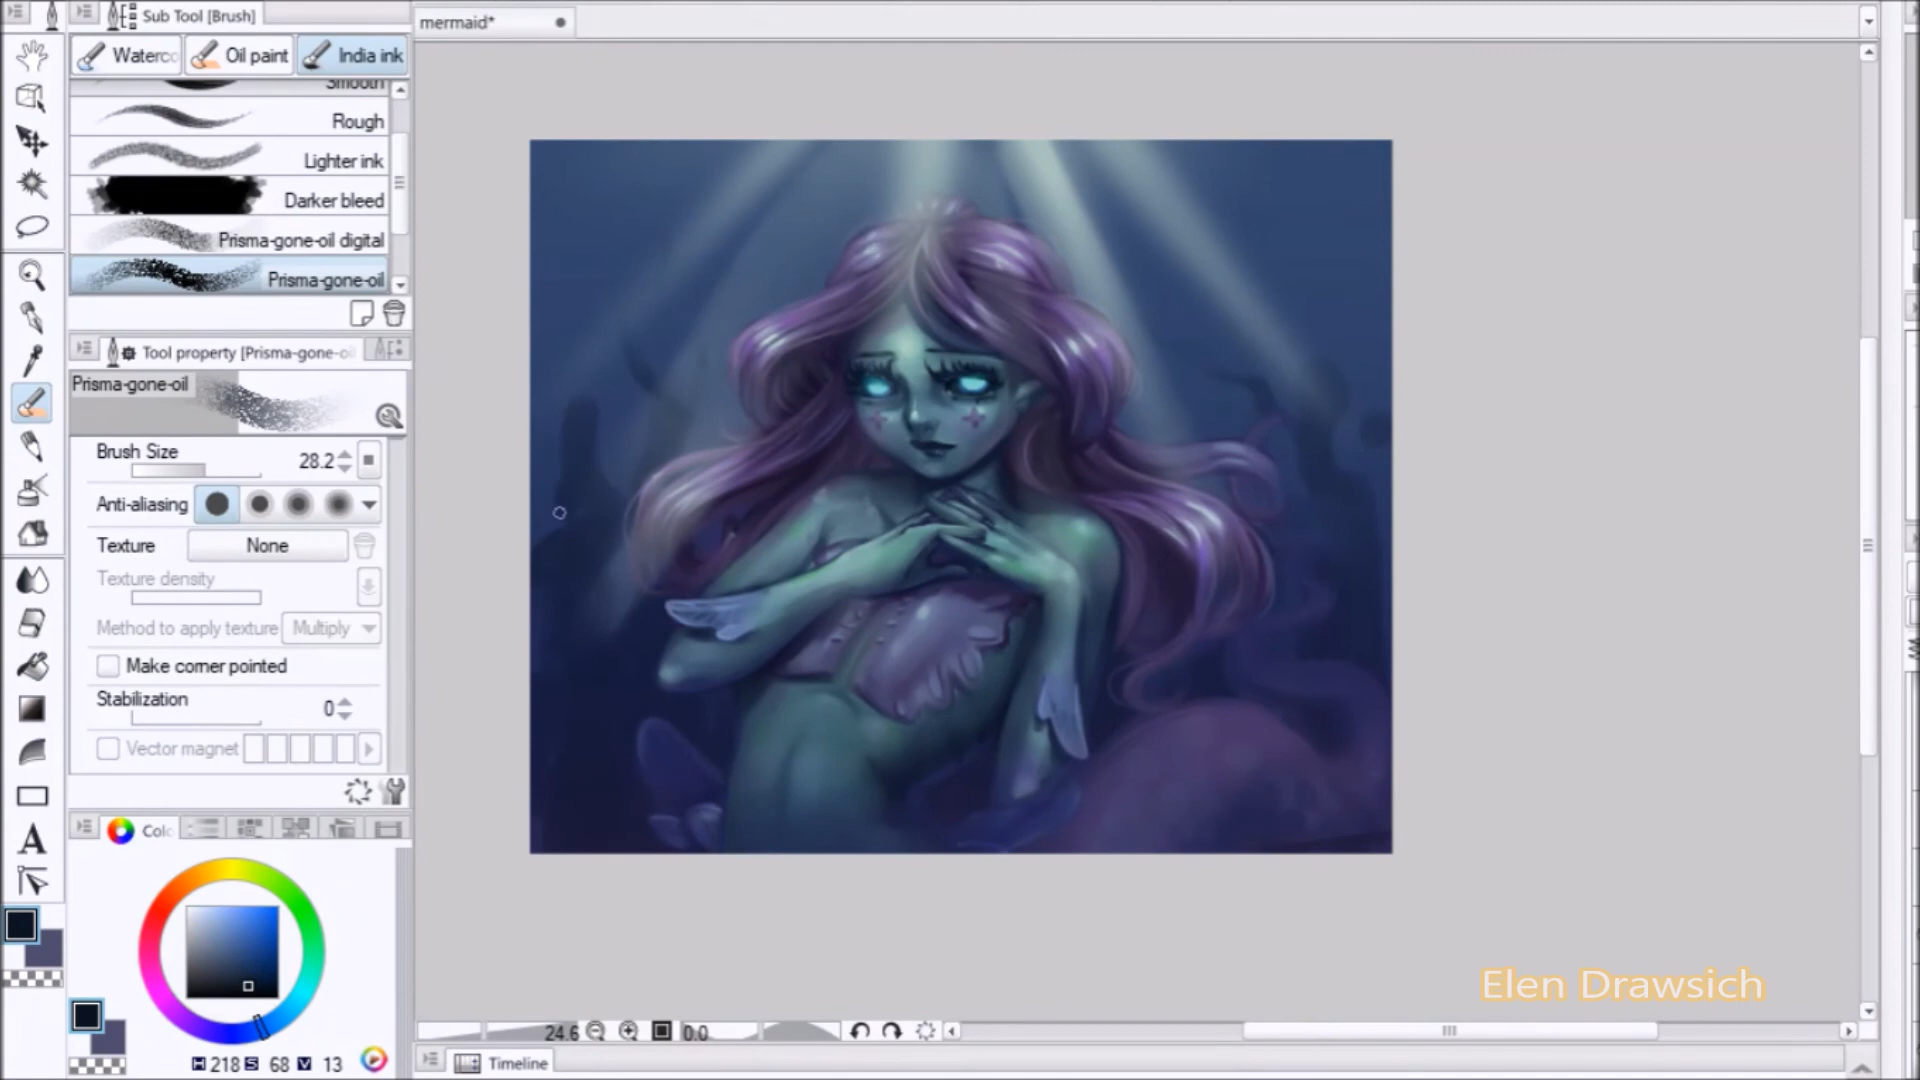 Sub Tool [Brush]
mermaid*
Waterco
Oil paint
India ink
Smooth
Rough
Lighter ink
Darker bleed
Prisma-gone-oil digital
Prisma-gone-oil
Tool property [Prisma-gone-oil
Prisma-gone-oil
Brush Size
28.2
Anti-aliasing
Texture
None
Texture density
Method to apply texture
Multiply
Make corner pointed
Stabilization
0
Vector magnet
Colo
A
H 218 S 68 V 13
24.6
0.0
Timeline
Elen Drawsich